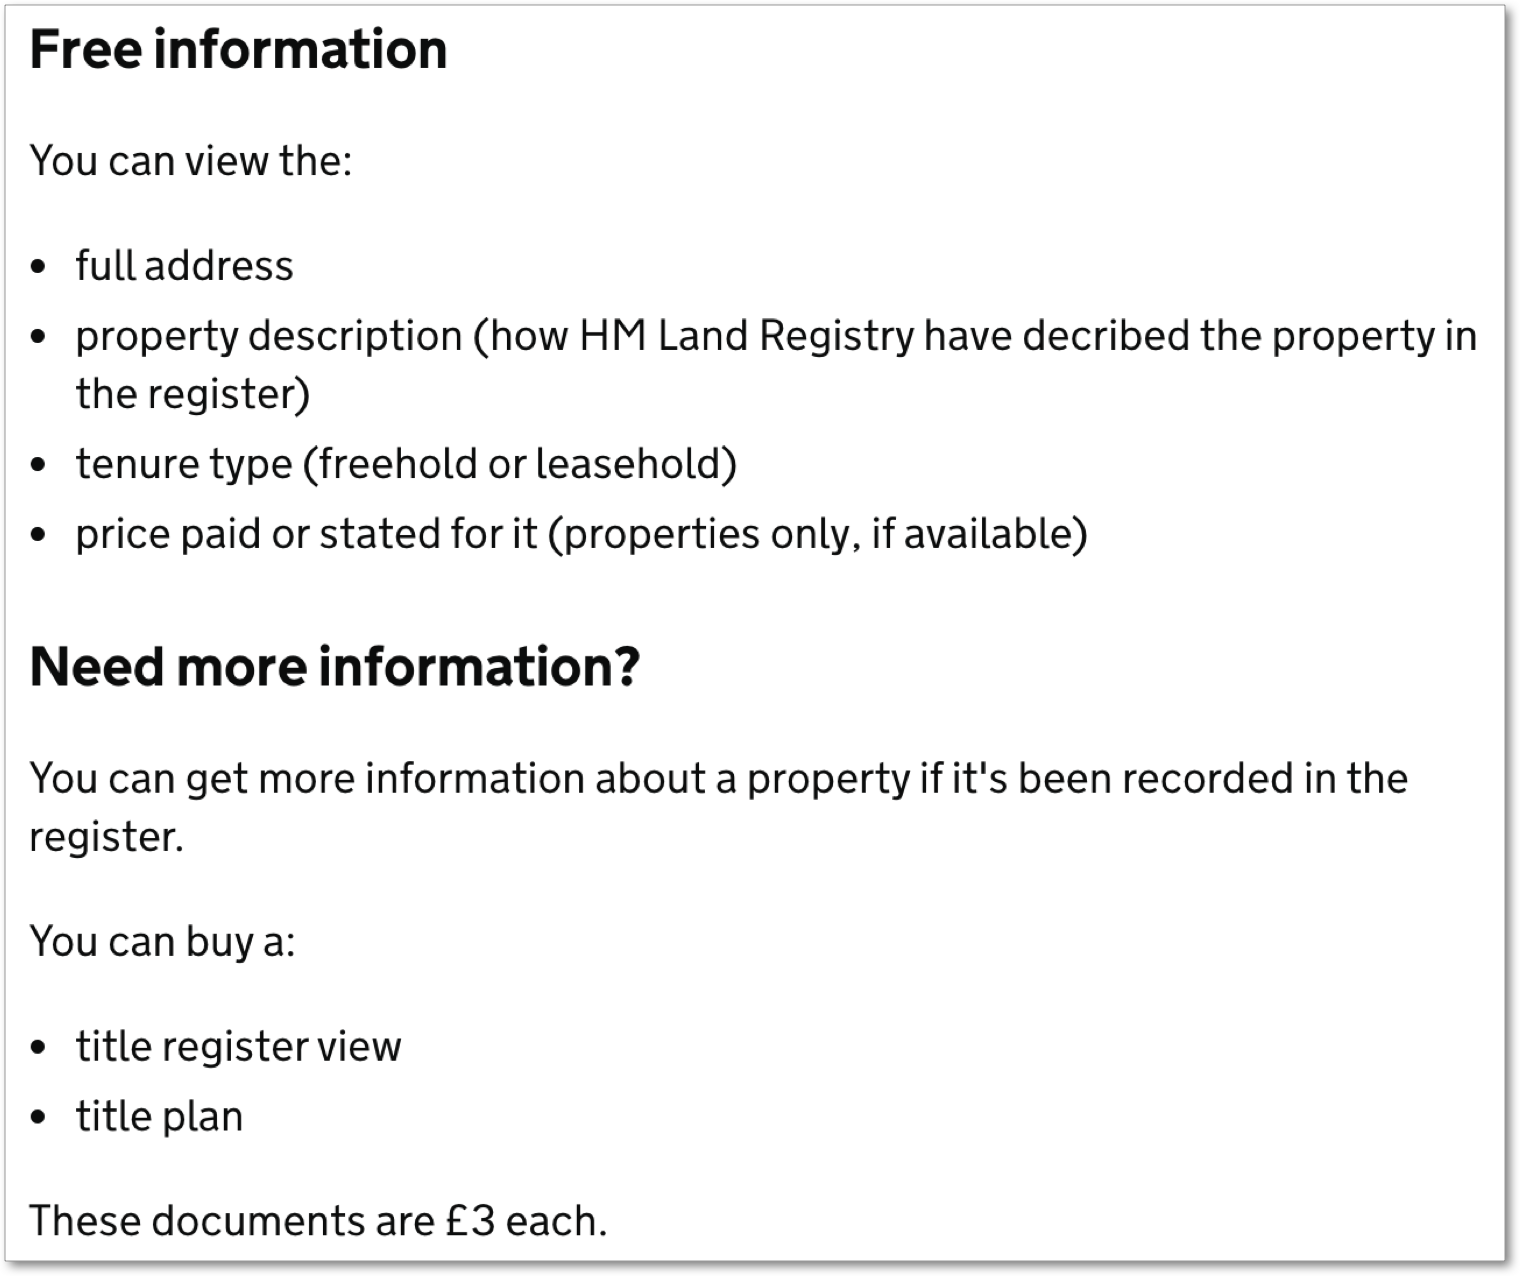 Free information
You can view the:
• full address
• property description (how HM Land Registry have decribed the property in
the register)
• tenure type (freehold or leasehold)
• price paid or stated for it (properties only, if available)
Need more information?
You can get more information about a property if it's been recorded in the
register.
You can buy a:
• title register view
• title plan
These documents are £3 each.